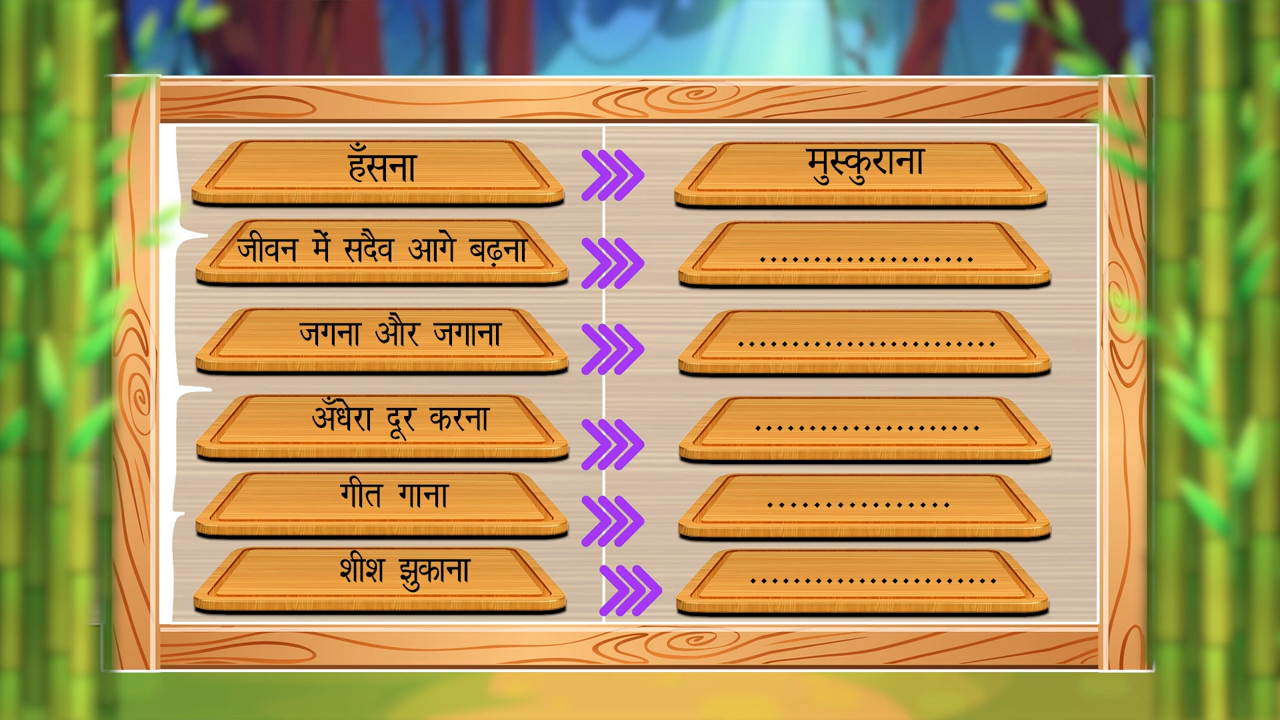 हँसना मुस्कुराना
जीवन में सदैव आगे बढ़ना ...................
जगना और जगाना .......................
अँधेरा दूर करना ....................
गीत गाना ................
शीश झुकाना ......................